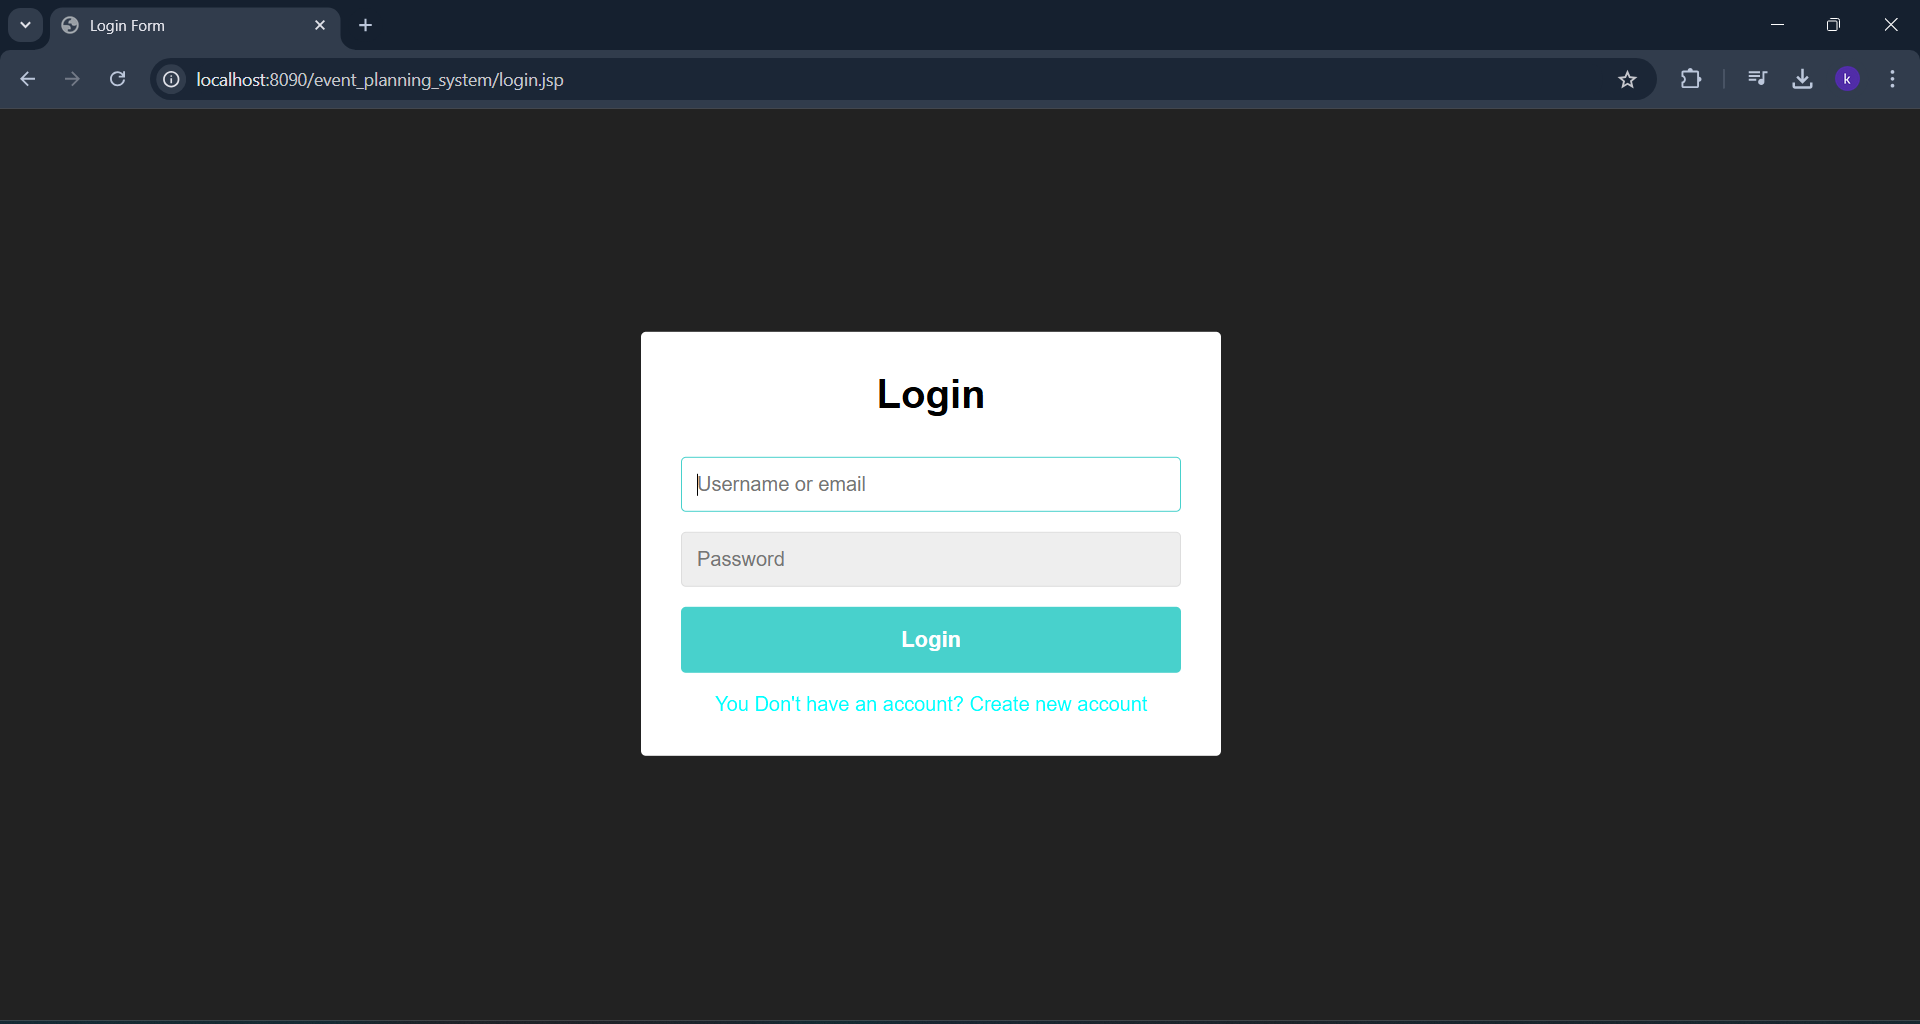 Login Form
localhost:8090/event_planning_system/login.jsp
k
Login
Username or email
Password
Login
You Don't have an account? Create new account